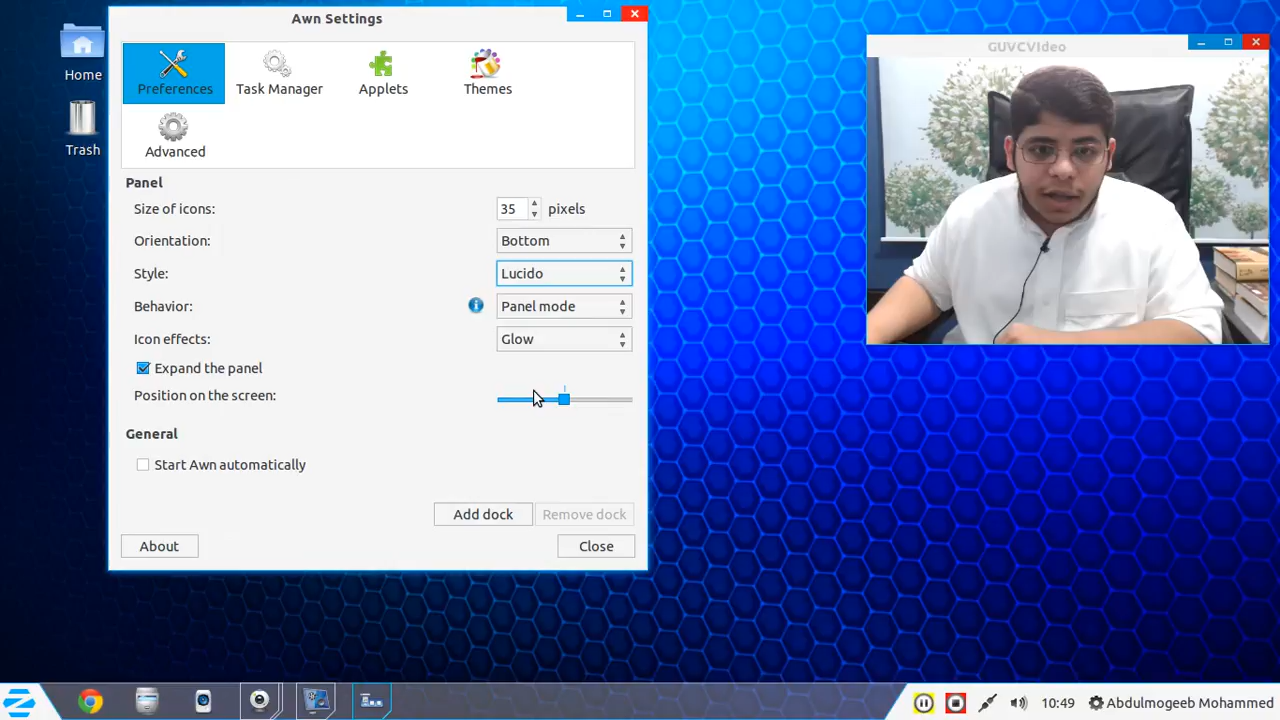 Awn Settings
Home
Trash
Preferences
Task Manager
Applets
Themes
Advanced
Panel
Size of icons:
35
pixels
Orientation:
Bottom
Style:
Lucido
Behavior:
Panel mode
Icon effects:
Glow
Expand the panel
Position on the screen:
General
Start Awn automatically
Add dock
Remove dock
About
Close
GUVCVIdeo
10:49
Abdulmogeeb Mohammed